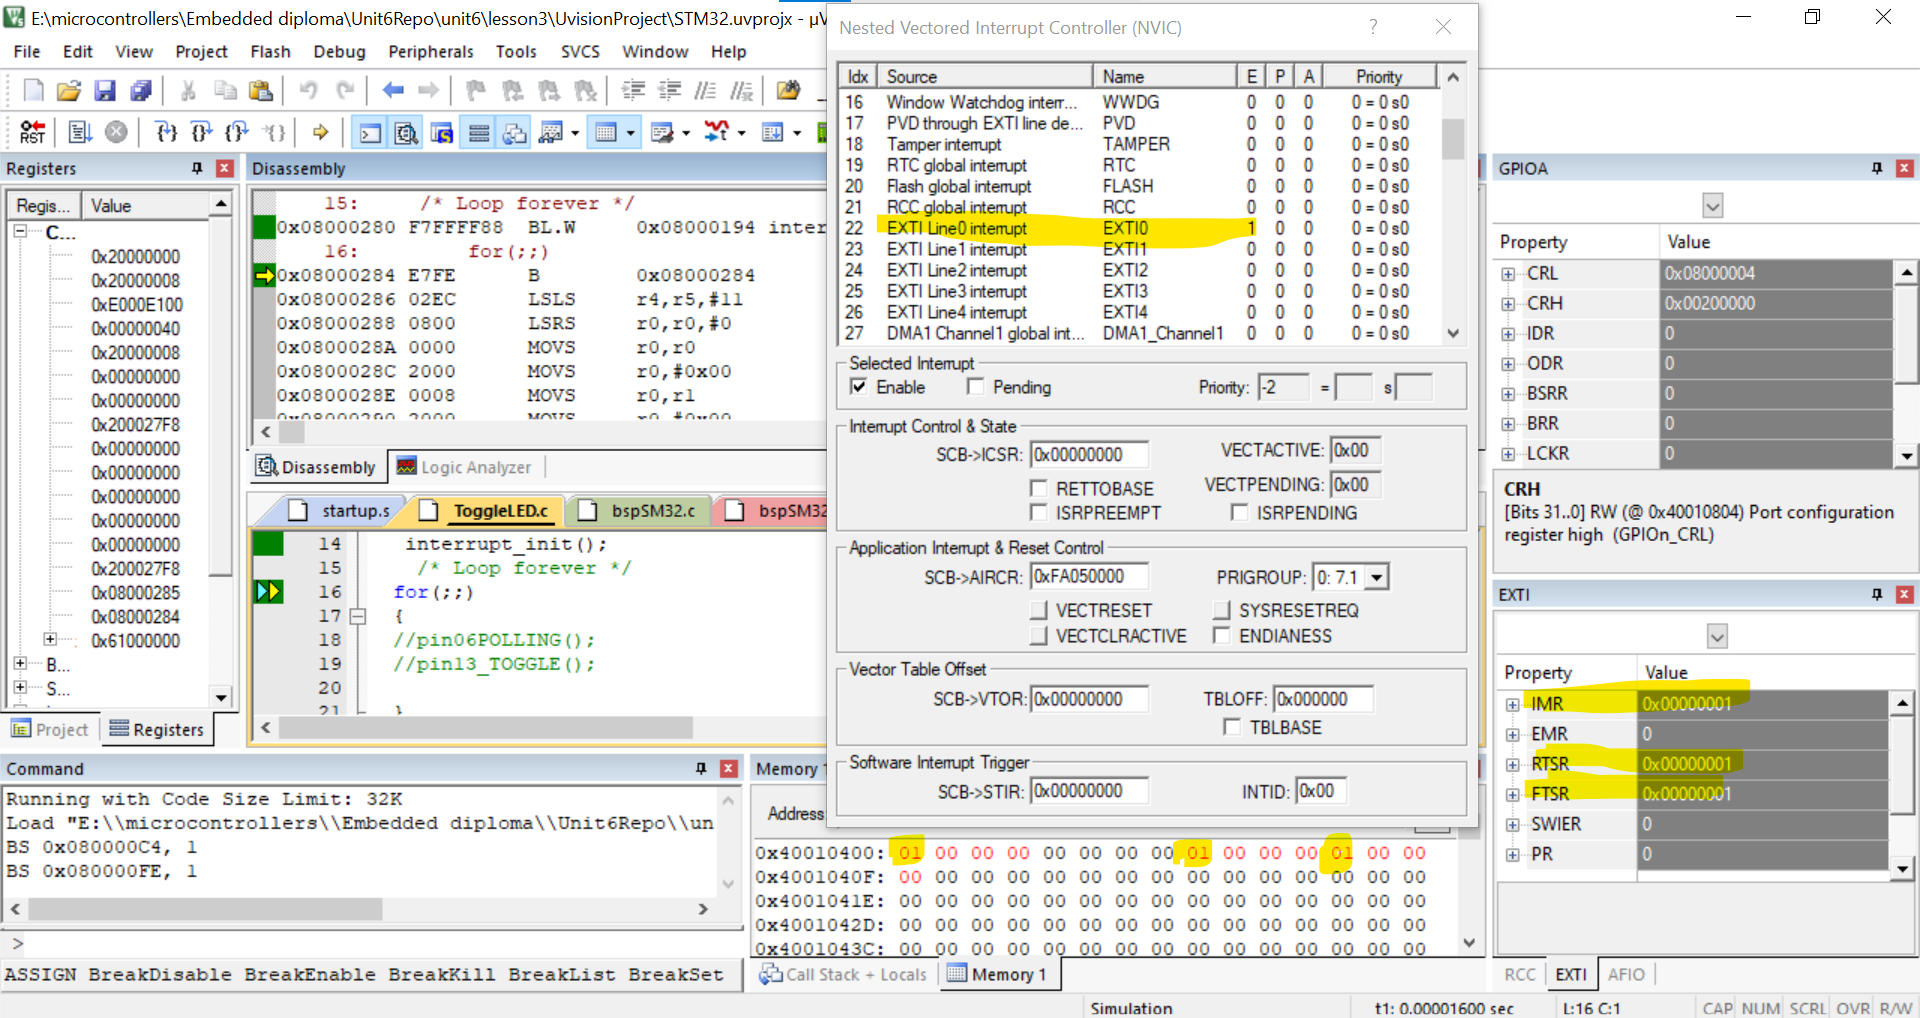 E:\microcontrollers\Embedded diploma\Unit6Repo\unit6\lesson3\UvisionProject\STM32.uvprojx - µV
File Edit View Project Flash Debug Peripherals Tools SVCS Window Help
RST
Registers
Regis... Value
C...
0x20000000
0x20000008
0xE000E100
0x00000040
0x20000008
0x00000000
0x00000000
0x200027F8
0x00000000
0x00000000
0x00000000
0x00000000
0x00000000
0x200027F8
0x08000285
0x08000284
0x61000000
B...
S...
Project Registers
Disassembly
15: /* Loop forever */
0x08000280 F7FFFF88 BL.W 0x08000194 inter
16: for(;;)
0x08000284 E7FE B 0x08000284
0x08000286 02EC LSLS r4,r5,#11
0x08000288 0800 LSRS r0,r0,#0
0x0800028A 0000 MOVS r0,r0
0x0800028C 2000 MOVS r0,#0x00
0x0800028E 0008 MOVS r0,r1
0x08000290 2000 MOVS r0,#0x00
Disassembly Logic Analyzer
startup.s ToggleLED.c bspSM32.c bspSM32
14 interrupt_init();
15 /* Loop forever */
16 for(;;)
17 {
18 //pin06POLLING();
19 //pin13_TOGGLE();
20
21 }
Nested Vectored Interrupt Controller (NVIC) ?
Idx Source Name E P A Priority
16 Window Watchdog interr... WWDG 0 0 0 0 = 0 s0
17 PVD through EXTI line de... PVD 0 0 0 0 = 0 s0
18 Tamper interrupt TAMPER 0 0 0 0 = 0 s0
19 RTC global interrupt RTC 0 0 0 0 = 0 s0
20 Flash global interrupt FLASH 0 0 0 0 = 0 s0
21 RCC global interrupt RCC 0 0 0 0 = 0 s0
22 EXTI Line0 interrupt EXTI0 1 0 0 0 = 0 s0
23 EXTI Line1 interrupt EXTI1 0 0 0 0 = 0 s0
24 EXTI Line2 interrupt EXTI2 0 0 0 0 = 0 s0
25 EXTI Line3 interrupt EXTI3 0 0 0 0 = 0 s0
26 EXTI Line4 interrupt EXTI4 0 0 0 0 = 0 s0
27 DMA1 Channel1 global int... DMA1_Channel1 0 0 0 0 = 0 s0
Selected Interrupt
Enable Pending Priority: -2 = s
Interrupt Control & State
SCB->ICSR: 0x00000000 VECTACTIVE: 0x00
RETTOBASE VECTPENDING: 0x00
ISRPREEMPT ISRPENDING
Application Interrupt & Reset Control
SCB->AIRCR: 0xFA050000 PRIGROUP: 0: 7.1
VECTRESET SYSRESETREQ
VECTCLRACTIVE ENDIANESS
Vector Table Offset
SCB->VTOR: 0x00000000 TBLOFF: 0x000000
TBLBASE
Software Interrupt Trigger
SCB->STIR: 0x00000000 INTID: 0x00
GPIOA
Property Value
CRL 0x08000004
CRH 0x00200000
IDR 0
ODR 0
BSRR 0
BRR 0
LCKR 0
CRH
[Bits 31..0] RW (@ 0x40010804) Port configuration
register high (GPIOn_CRL)
EXTI
Property Value
IMR 0x00000001
EMR 0
RTSR 0x00000001
FTSR 0x00000001
SWIER 0
PR 0
RCC EXTI AFIO
Command
Running with Code Size Limit: 32K
Load "E:\\microcontrollers\\Embedded diploma\\Unit6Repo\\un
BS 0x080000C4, 1
BS 0x080000FE, 1
>
ASSIGN BreakDisable BreakEnable BreakKill BreakList BreakSet
Memory 1
Address:
0x40010400: 01 00 00 00 00 00 00 00 01 00 00 00 01 00 00
0x4001040F: 00 00 00 00 00 00 00 00 00 00 00 00 00 00 00
0x4001041E: 00 00 00 00 00 00 00 00 00 00 00 00 00 00 00
0x4001042D: 00 00 00 00 00 00 00 00 00 00 00 00 00 00 00
0x4001043C: 00 00 00 00 00 00 00 00 00 00 00 00 00 00 00
Call Stack + Locals Memory 1
Simulation t1: 0.00001600 sec L:16 C:1 CAP NUM SCRL OVR R/W